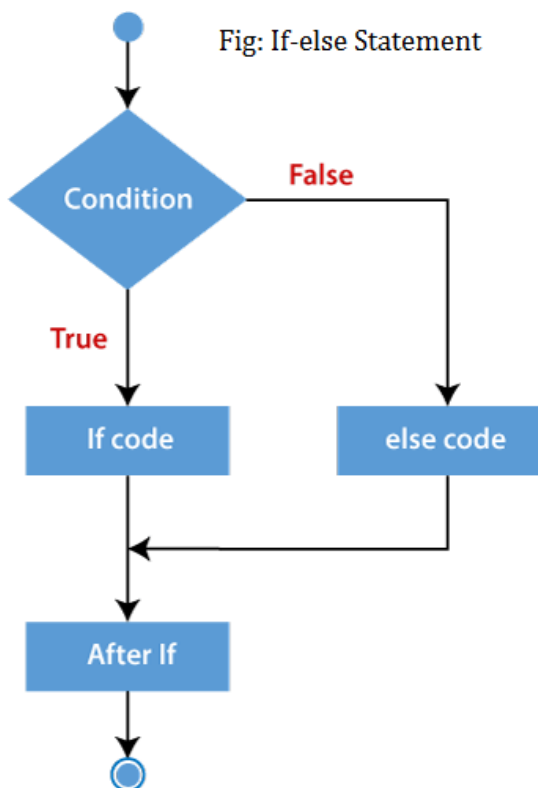 Fig: If-else Statement
Condition
False
True
If code
else code
After If